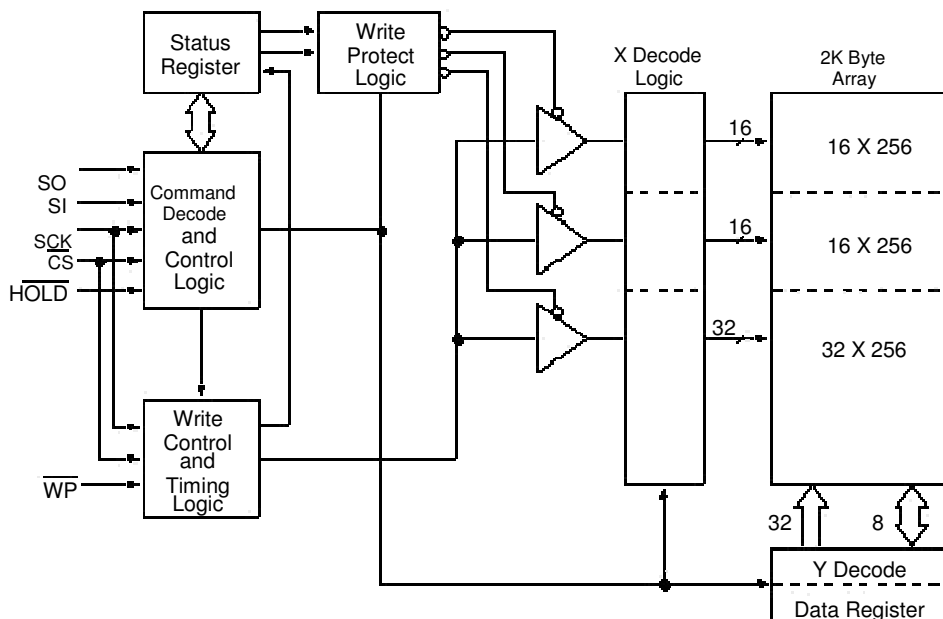 Status
Register
Write
Protect
Logic
X Decode
Logic
2K Byte
Array
16
16 X 256
SO
SI
SCK
CS
HOLD
Command
Decode
and
Control
Logic
16
16 X 256
32
32 X 256
WP
Write
Control
and
Timing
Logic
32
8
Y Decode
Data Register